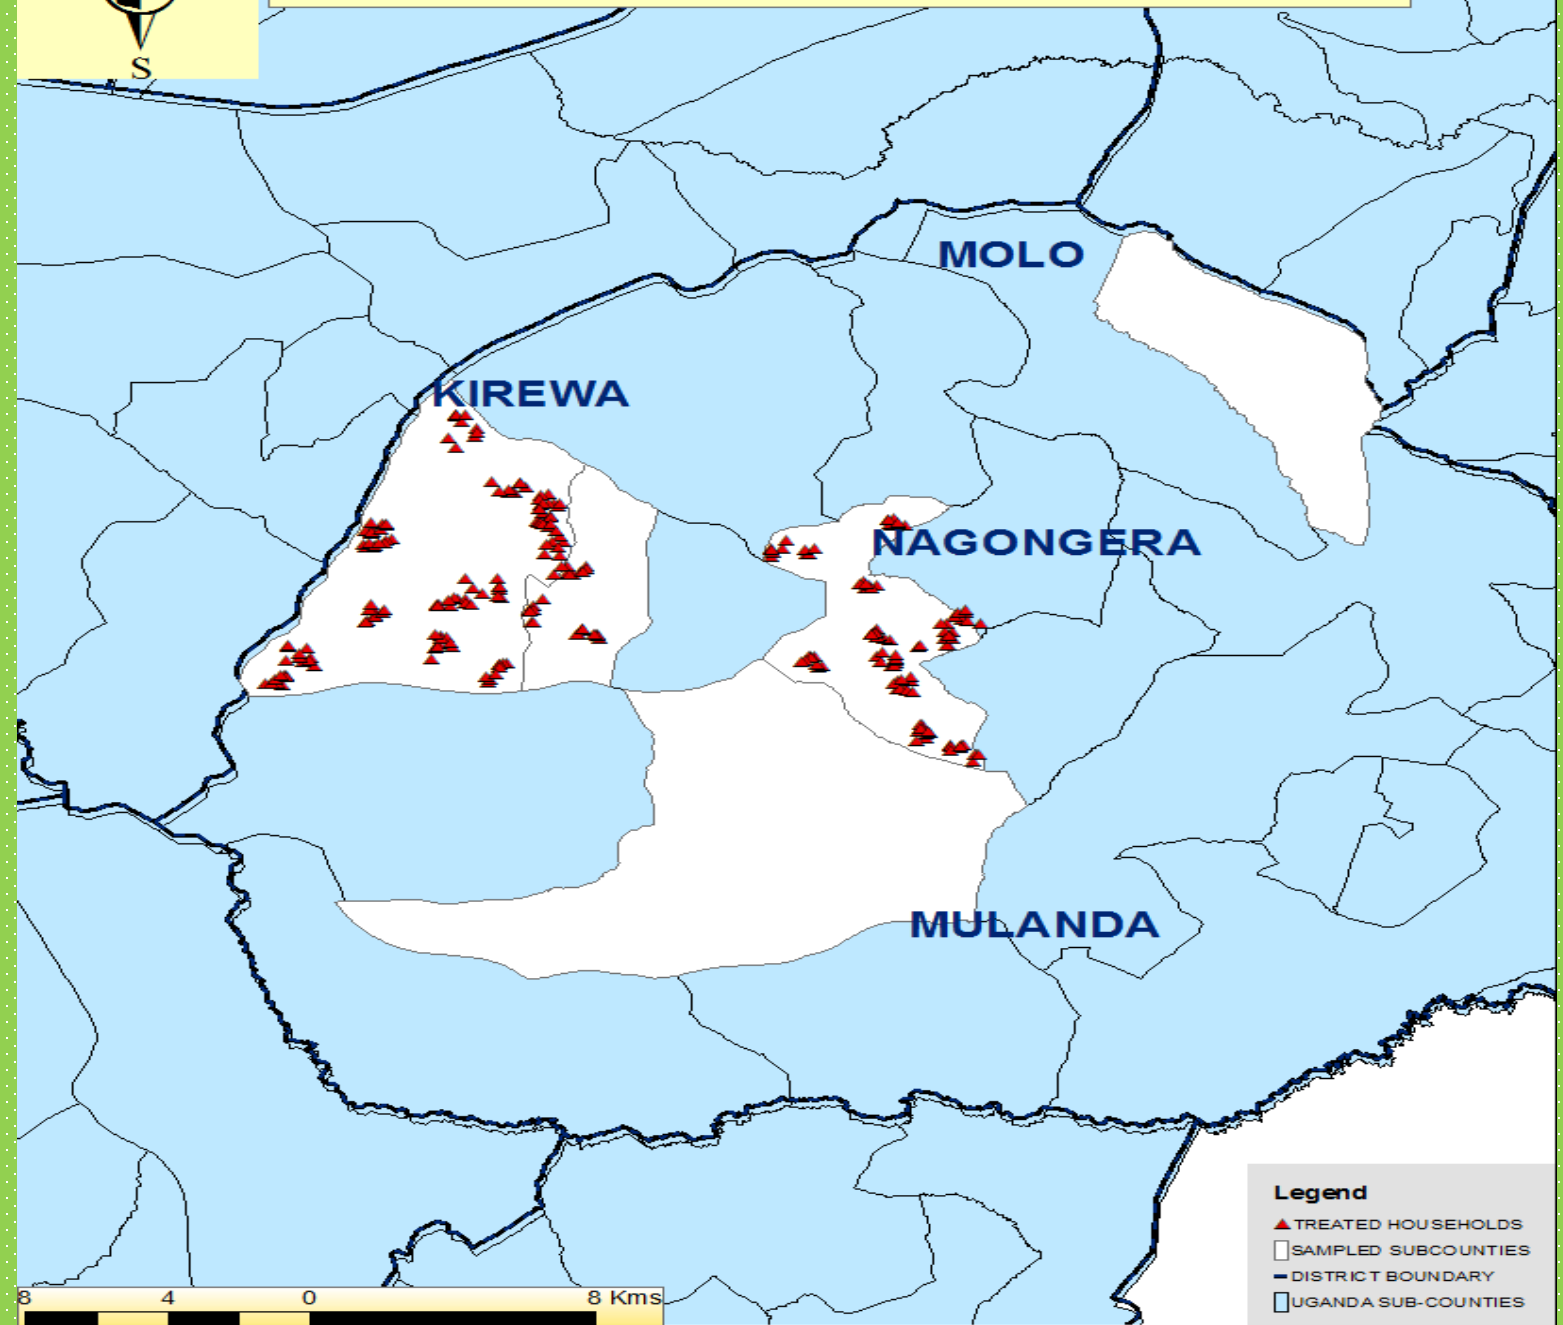 S
MOLO
KIREWA
NAGONGERA
MULANDA
Legend
TREATED HOUSEHOLDS
SAMPLED SUBCOUNTIES
DISTRICT BOUNDARY
UGANDA SUB-COUNTIES
8 4 0 8 Kms